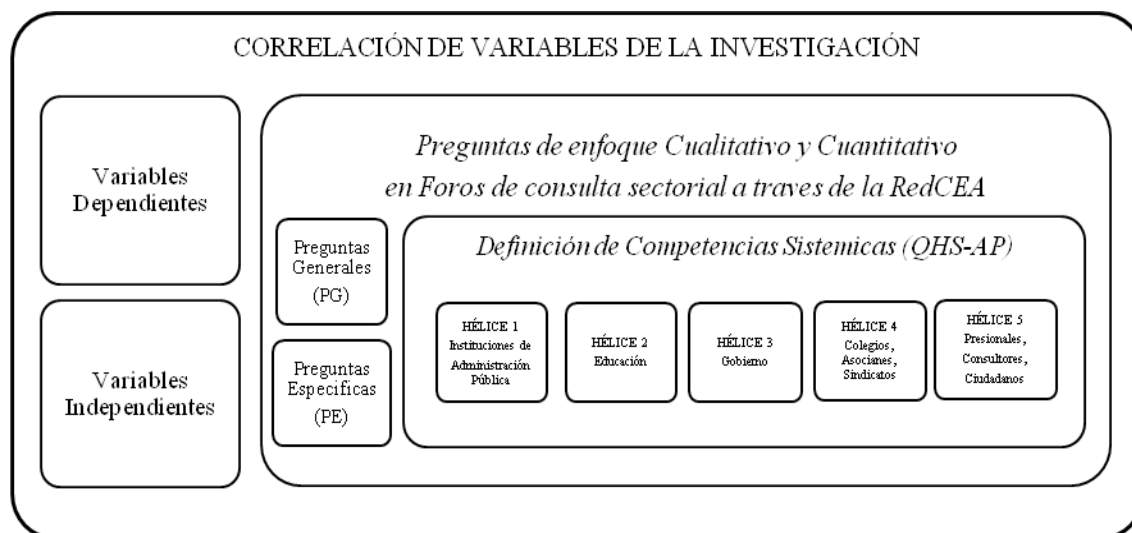 CORRELACIÓN DE VARIABLES DE LA INVESTIGACIÓN
Variables
Dependientes
Variables
Independientes
Preguntas de enfoque Cualitativo y Cuantitativo
en Foros de consulta sectorial a traves de la RedCEA
Preguntas
Generales
(PG)
Preguntas
Especificas
(PE)
Definición de Competencias Sistemicas (QHS-AP)
HÉLICE 1
Instituciones de
Administración
Pública
HÉLICE 2
Educación
HÉLICE 3
Gobierno
HÉLICE 4
Colegios,
Asocianes,
Sindicatos
HÉLICE 5
Presionales,
Consultores,
Ciudadanos